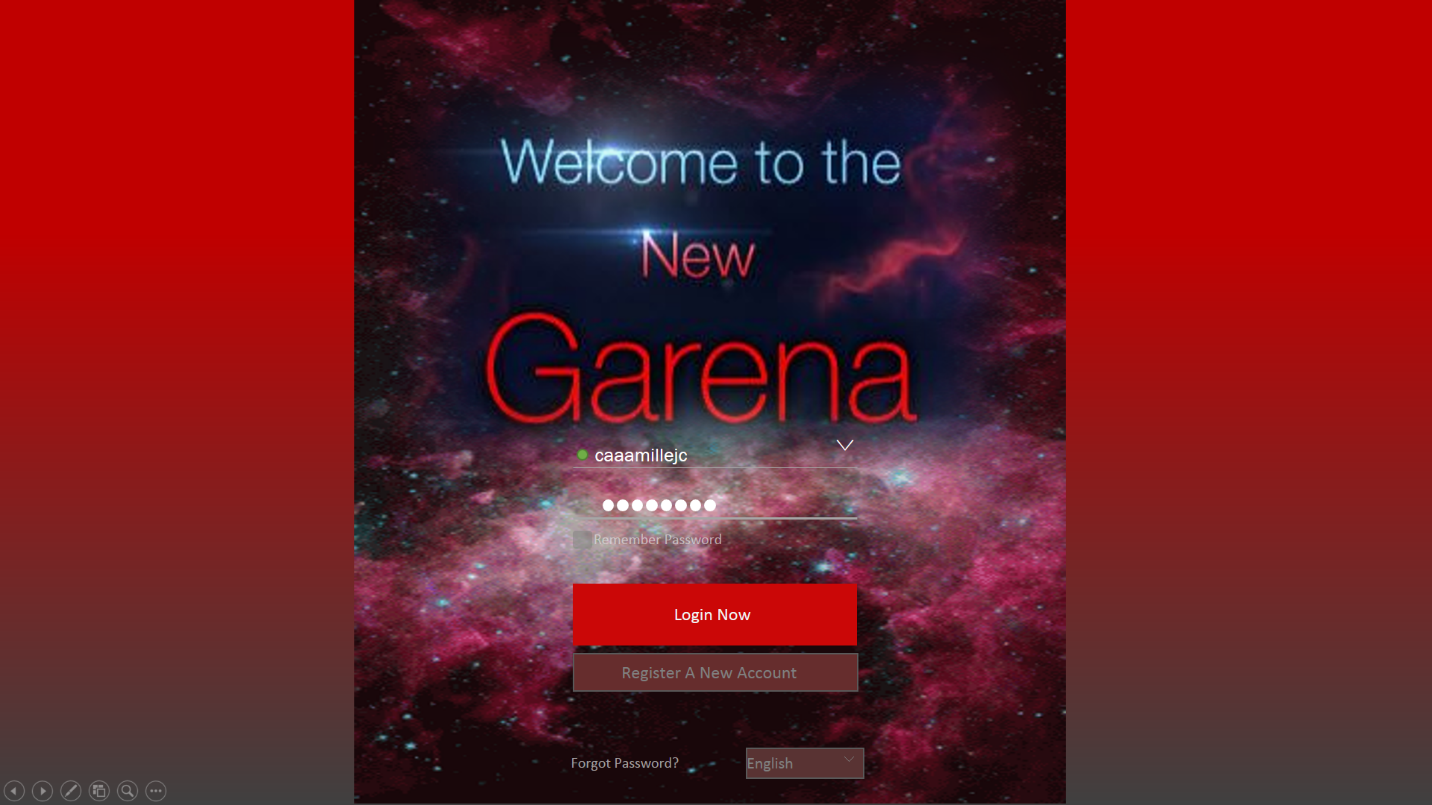 Welcome to the
New
Garena
caaamillejc
●●●●●●●●
Remember Password
Login Now
Register A New Account
Forgot Password?
English